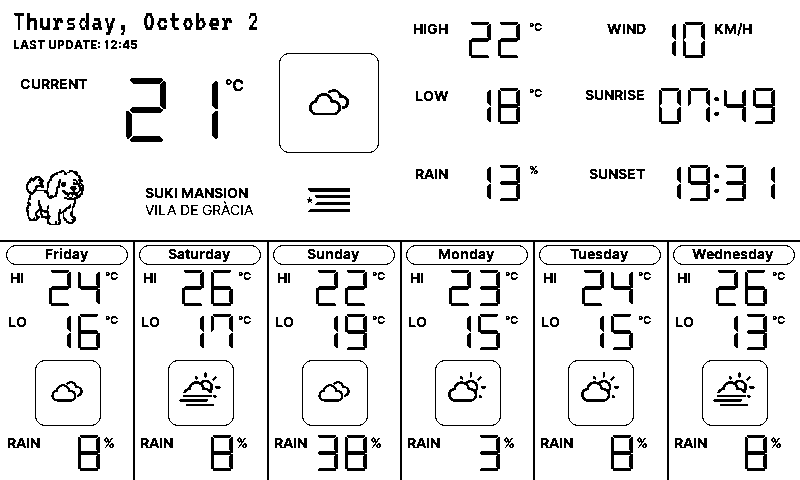 Thursday, October 2
LAST UPDATE: 12:45
CURRENT 21 °C
HIGH 22 °C
WIND 10 KM/H
LOW 18 °C
SUNRISE 07:49
RAIN 13 %
SUNSET 19:31
SUKI MANSION
VILA DE GRÀCIA
Friday
HI 24 °C
LO 16 °C
RAIN 8 %
Saturday
HI 26 °C
LO 17 °C
RAIN 8 %
Sunday
HI 22 °C
LO 19 °C
RAIN 38 %
Monday
HI 23 °C
LO 15 °C
RAIN 3 %
Tuesday
HI 24 °C
LO 15 °C
RAIN 8 %
Wednesday
HI 26 °C
LO 13 °C
RAIN 8 %